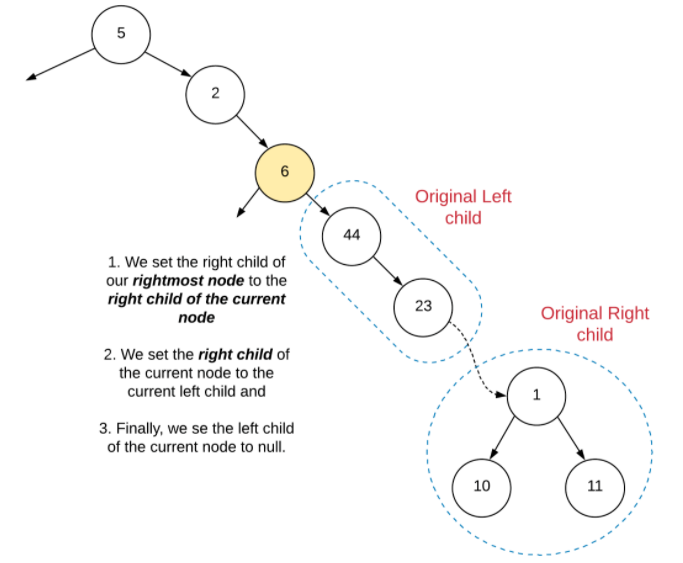 5
2
6
Original Left
child
44
1. We set the right child of
our rightmost node to the
right child of the current
node
23
Original Right
child
2. We set the right child of
the current node to the
current left child and
1
3. Finally, we se the left child
of the current node to null.
10
11